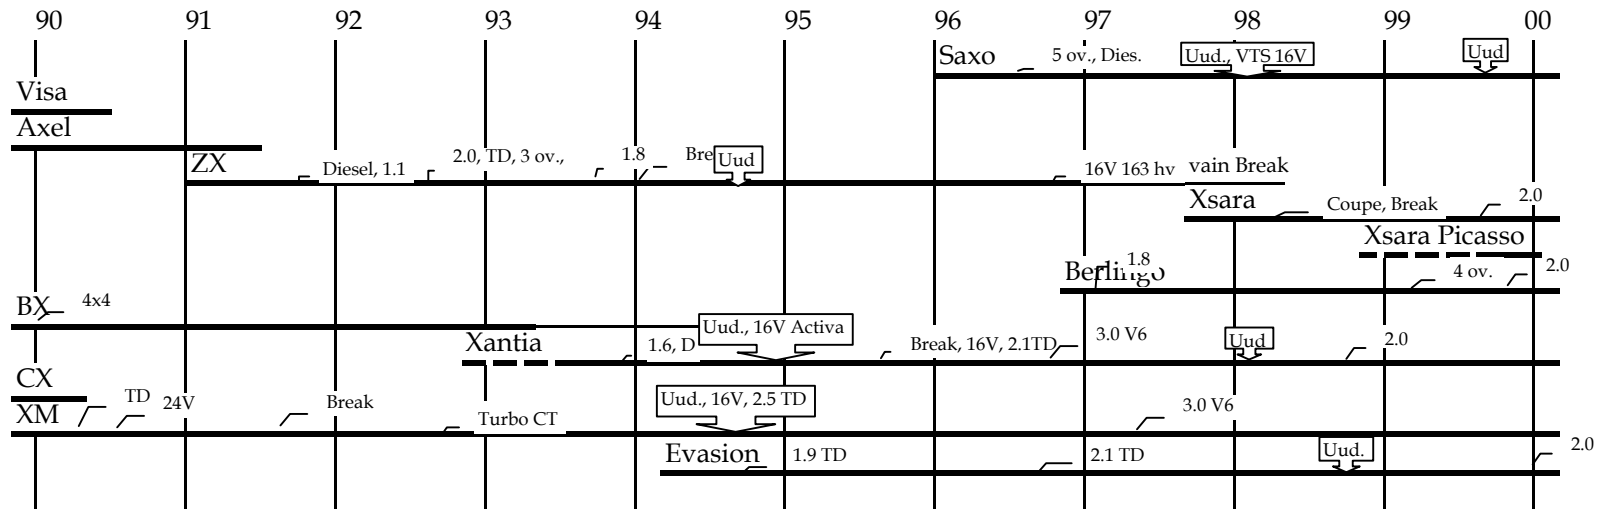 90 91 92 93 94 95 96 97 98 99 00
Saxo 5 ov., Dies. Uud., VTS 16V Uud
Visa
Axel
ZX Diesel, 1.1 2.0, TD, 3 ov., 1.8 Bre Uud 16V 163 hv vain Break
Xsara Coupe, Break 2.0
Xsara Picasso
Berlingo 1.8 4 ov. 2.0
BX 4x4
Xantia 1.6, D Uud., 16V Activa Break, 16V, 2.1TD 3.0 V6 Uud 2.0
CX
XM TD 24V Break Turbo CT Uud., 16V, 2.5 TD 3.0 V6
Evasion 1.9 TD 2.1 TD Uud. 2.0